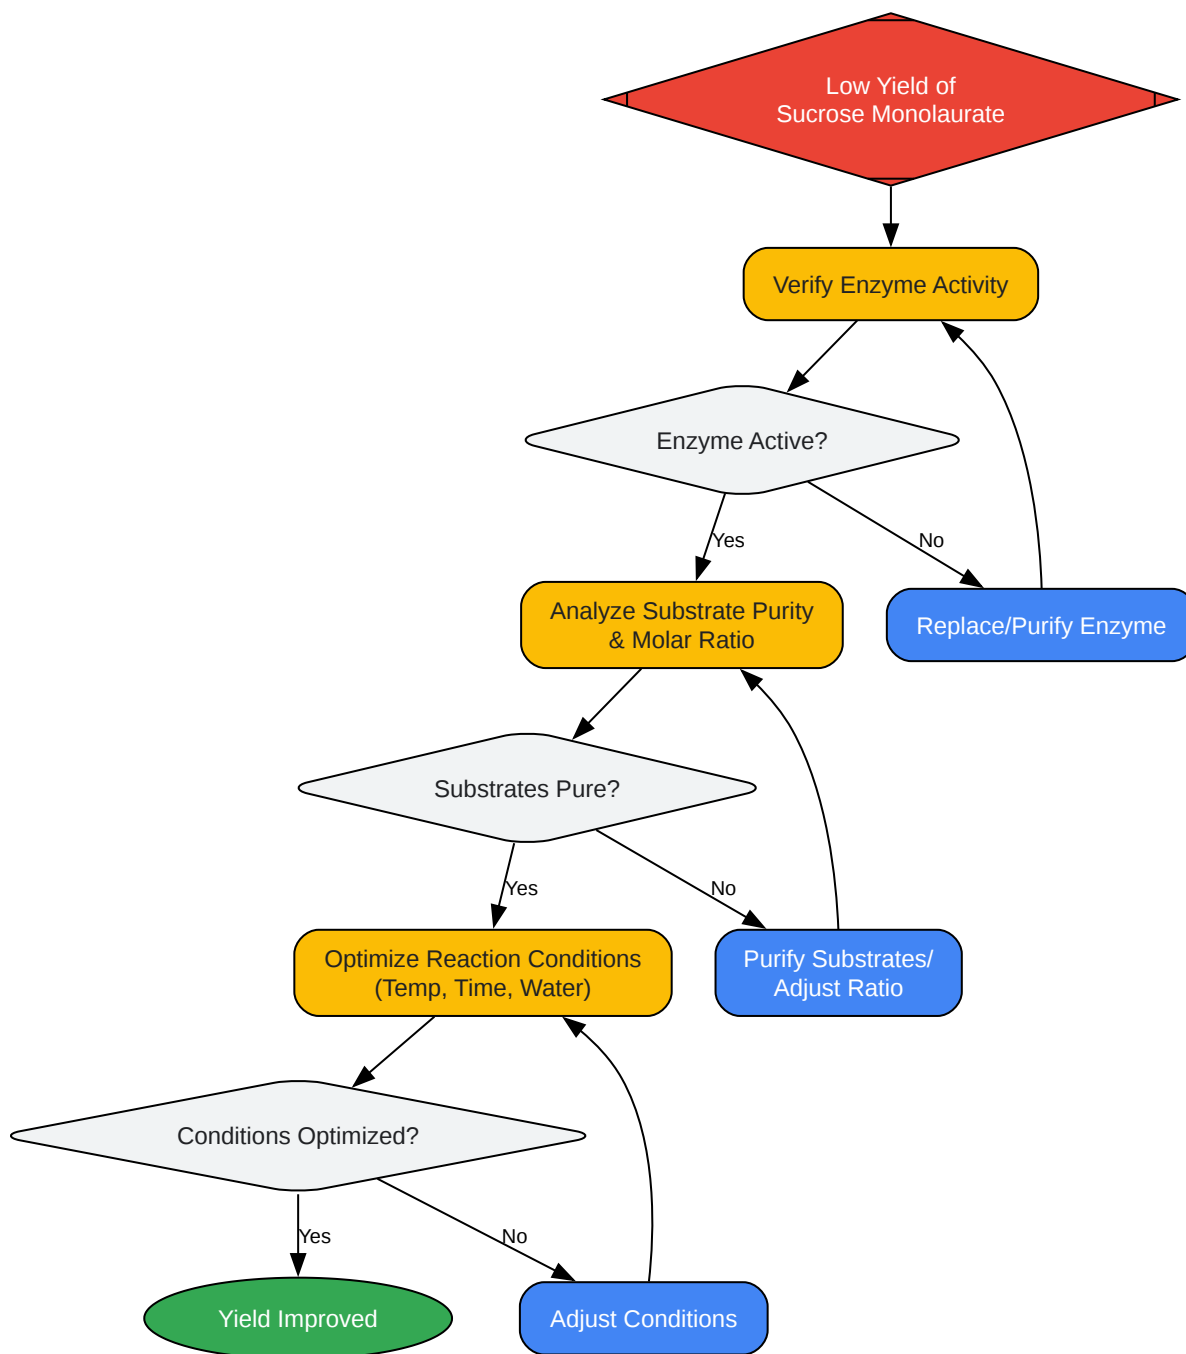 Low Yield of
Sucrose Monolaurate
Verify Enzyme Activity
Enzyme Active?
Yes
No
Analyze Substrate Purity
& Molar Ratio
Replace/Purify Enzyme
Substrates Pure?
Yes
No
Optimize Reaction Conditions
(Temp, Time, Water)
Purify Substrates/
Adjust Ratio
Conditions Optimized?
Yes
No
Yield Improved
Adjust Conditions